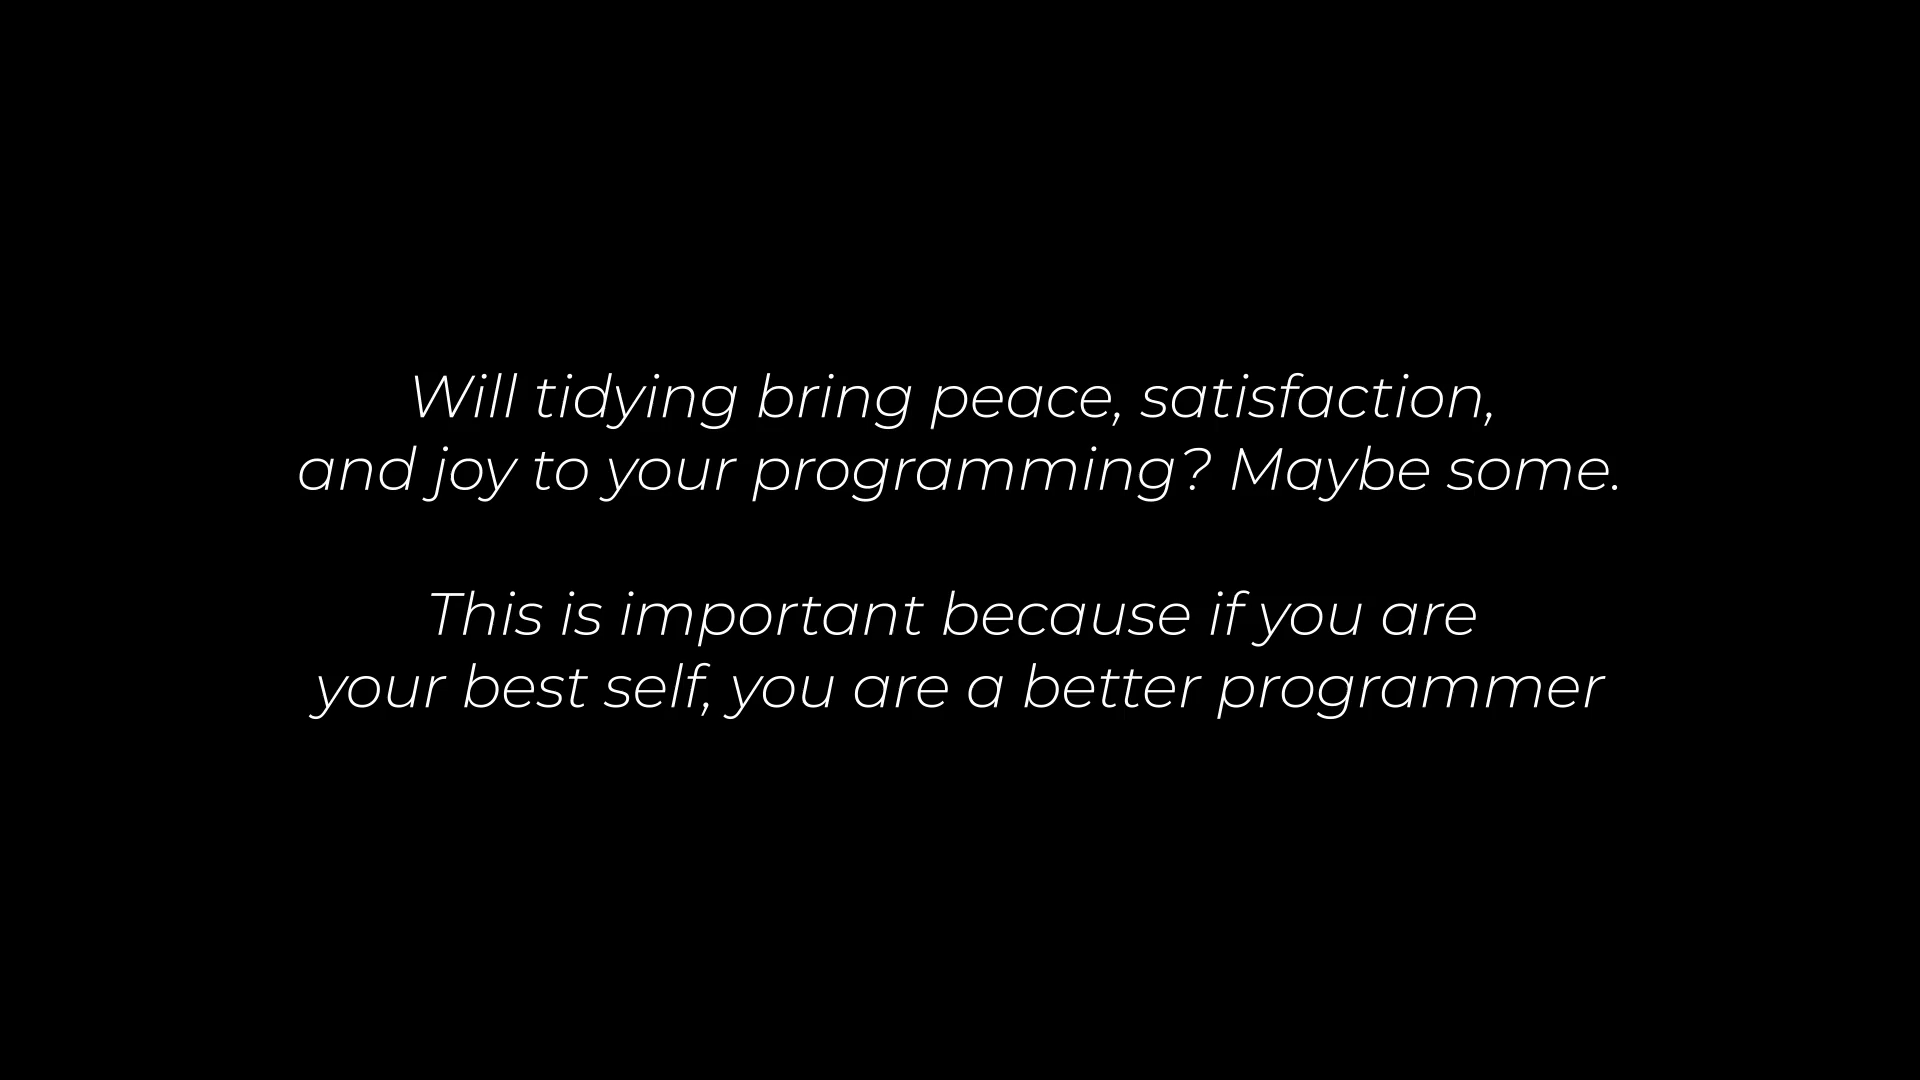 Will tidying bring peace, satisfaction,
and joy to your programming? Maybe some.
This is important because if you are
your best self, you are a better programmer